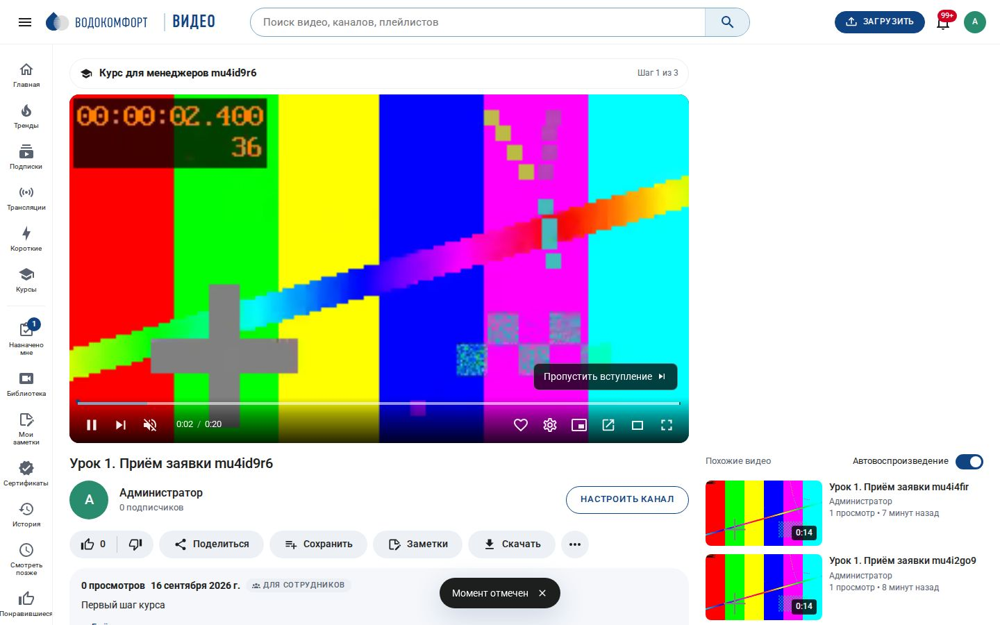 ВОДОКОМФОРТ ВИДЕО
Поиск видео, каналов, плейлистов
ЗАГРУЗИТЬ
99+
A
Главная
Тренды
Подписки
Трансляции
Короткие
Курсы
1
Назначено
мне
Библиотека
Мои
заметки
Сертификаты
История
Смотреть
позже
Понравившиеся
Курс для менеджеров mu4id9r6
Шаг 1 из 3
00:00:02.400
36
Пропустить вступление
0:02 / 0:20
Урок 1. Приём заявки mu4id9r6
A
Администратор
0 подписчиков
НАСТРОИТЬ КАНАЛ
0
Поделиться
Сохранить
Заметки
Скачать
0 просмотров 16 сентября 2026 г. ДЛЯ СОТРУДНИКОВ
Первый шаг курса
Момент отмечен
Похожие видео
Автовоспроизведение
0:14
Урок 1. Приём заявки mu4i4fir
Администратор
1 просмотр • 7 минут назад
0:14
Урок 1. Приём заявки mu4i2go9
Администратор
1 просмотр • 8 минут назад